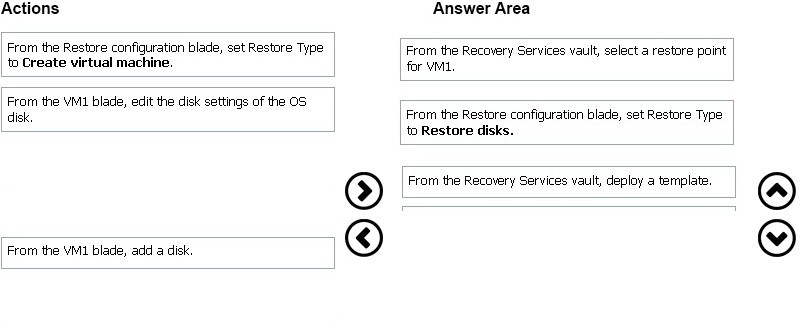 Actions
Answer Area
From the Restore configuration blade, set Restore Type
to Create virtual machine.
From the VM1 blade, edit the disk settings of the OS
disk.
From the VM1 blade, add a disk.
From the Recovery Services vault, select a restore point
for VM1.
From the Restore configuration blade, set Restore Type
to Restore disks.
From the Recovery Services vault, deploy a template.